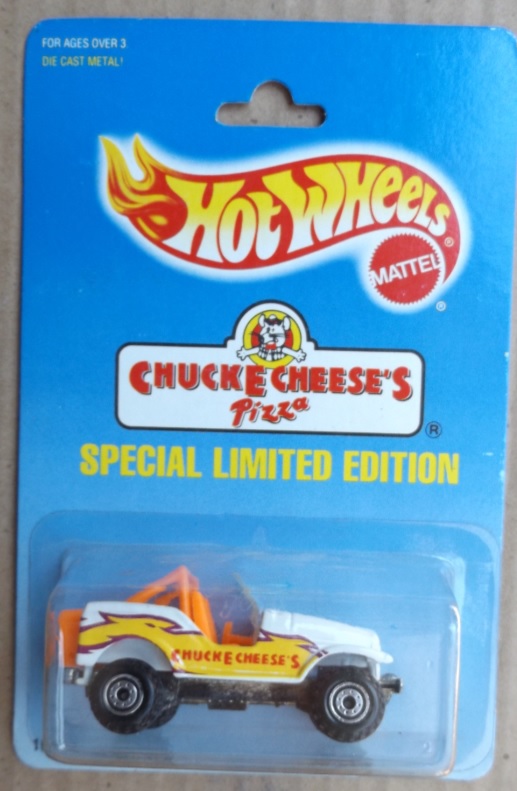 FOR AGES OVER 3
DIE CAST METAL!
HOT WHEELS®
MATTEL®
CHUCK E CHEESE'S
Pizza®
SPECIAL LIMITED EDITION
CHUCK E CHEESE'S